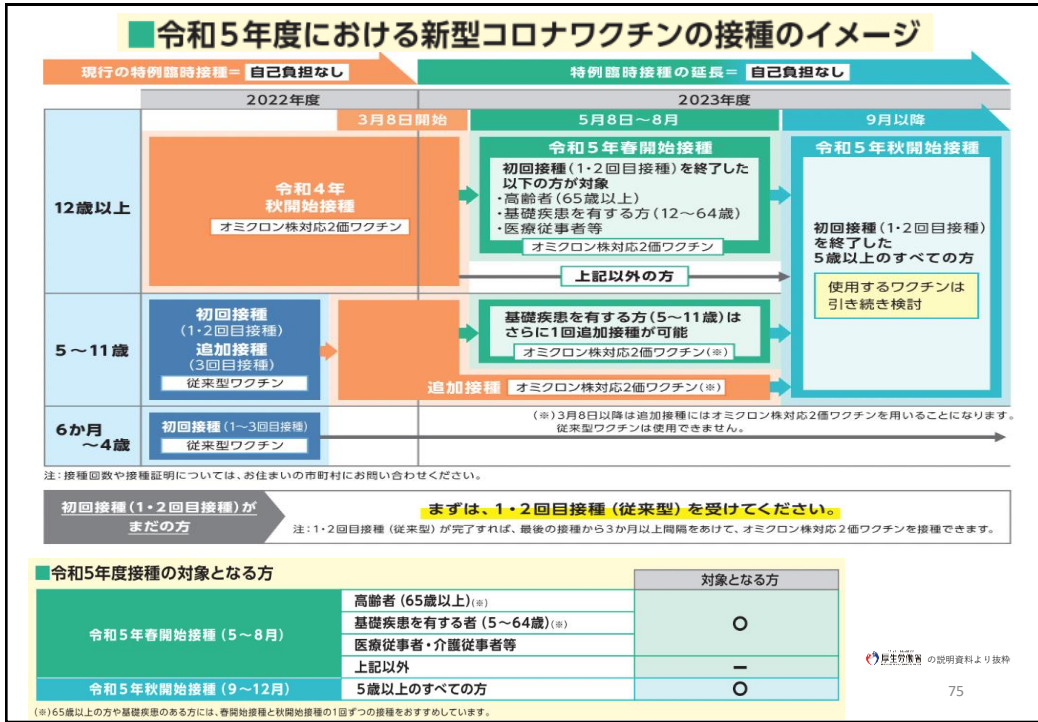 ■令和5年度における新型コロナワクチンの接種のイメージ
現行の特例臨時接種= 自己負担なし
特例臨時接種の延長= 自己負担なし
2022年度
2023年度
3月8日開始
5月8日～8月
9月以降
12歳以上
令和4年
秋開始接種
オミクロン株対応2価ワクチン
令和5年春開始接種
初回接種(1・2回目接種)を終了した
以下の方が対象
・高齢者(65歳以上)
・基礎疾患を有する方(12～64歳)
・医療従事者等
オミクロン株対応2価ワクチン
上記以外の方
令和5年秋開始接種
初回接種(1・2回目接種)
を終了した
5歳以上のすべての方
使用するワクチンは
引き続き検討
5～11歳
初回接種
(1・2回目接種)
追加接種
(3回目接種)
従来型ワクチン
基礎疾患を有する方(5～11歳)は
さらに1回追加接種が可能
オミクロン株対応2価ワクチン(※)
追加接種 オミクロン株対応2価ワクチン(※)
6か月
～4歳
初回接種(1～3回目接種)
従来型ワクチン
(※)3月8日以降は追加接種にはオミクロン株対応2価ワクチンを用いることになります。
従来型ワクチンは使用できません。
注:接種回数や接種証明については、お住まいの市町村にお問い合わせください。
初回接種(1・2回目接種)が
まだの方
まずは、1・2回目接種(従来型)を受けてください。
注:1・2回目接種(従来型)が完了すれば、最後の接種から3か月以上間隔をあけて、オミクロン株対応2価ワクチンを接種できます。
■令和5年度接種の対象となる方
対象となる方
令和5年春開始接種(5～8月)
高齢者(65歳以上)(※)
基礎疾患を有する者(5～64歳)(※)
医療従事者・介護従事者等
○
上記以外
ー
令和5年秋開始接種(9～12月)
5歳以上のすべての方
○
(※)65歳以上の方や基礎疾患のある方には、春開始接種と秋開始接種の1回ずつの接種をおすすめしています。
厚生労働省 の説明資料より抜粋
75